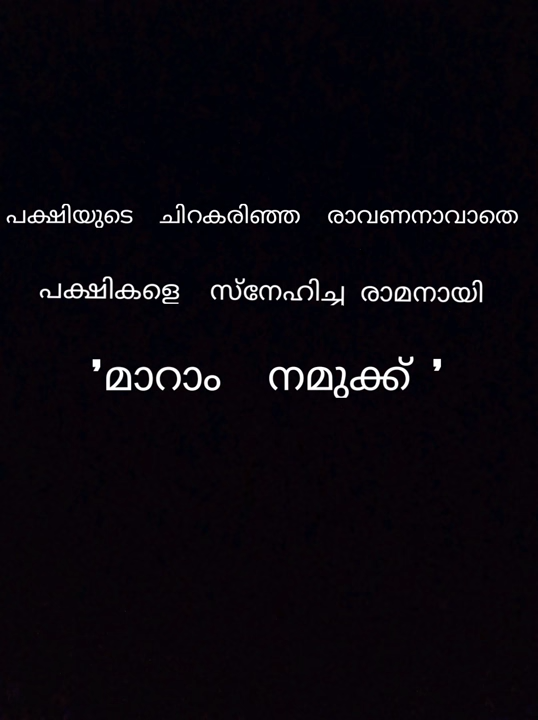 പക്ഷിയുടെ ചിറകരിഞ്ഞ രാവണനാവാതെ
പക്ഷികളെ സ്നേഹിച്ച രാമനായി
'മാറാം നമുക്ക് '